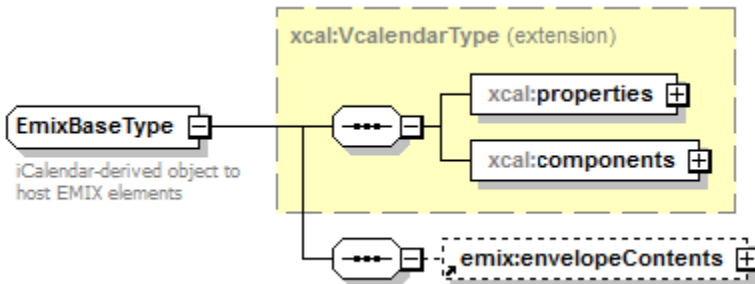 xcal:VcalendarType (extension)
xcal:properties
EmixBaseType
xcal:components
iCalendar-derived object to
host EMIX elements
emix:envelopeContents